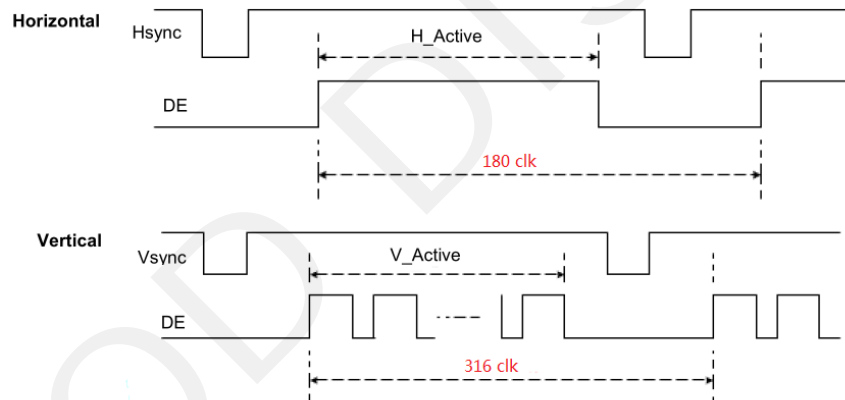 Horizontal
Hsync
H_Active
DE
180 clk
Vertical
Vsync
V_Active
DE
316 clk